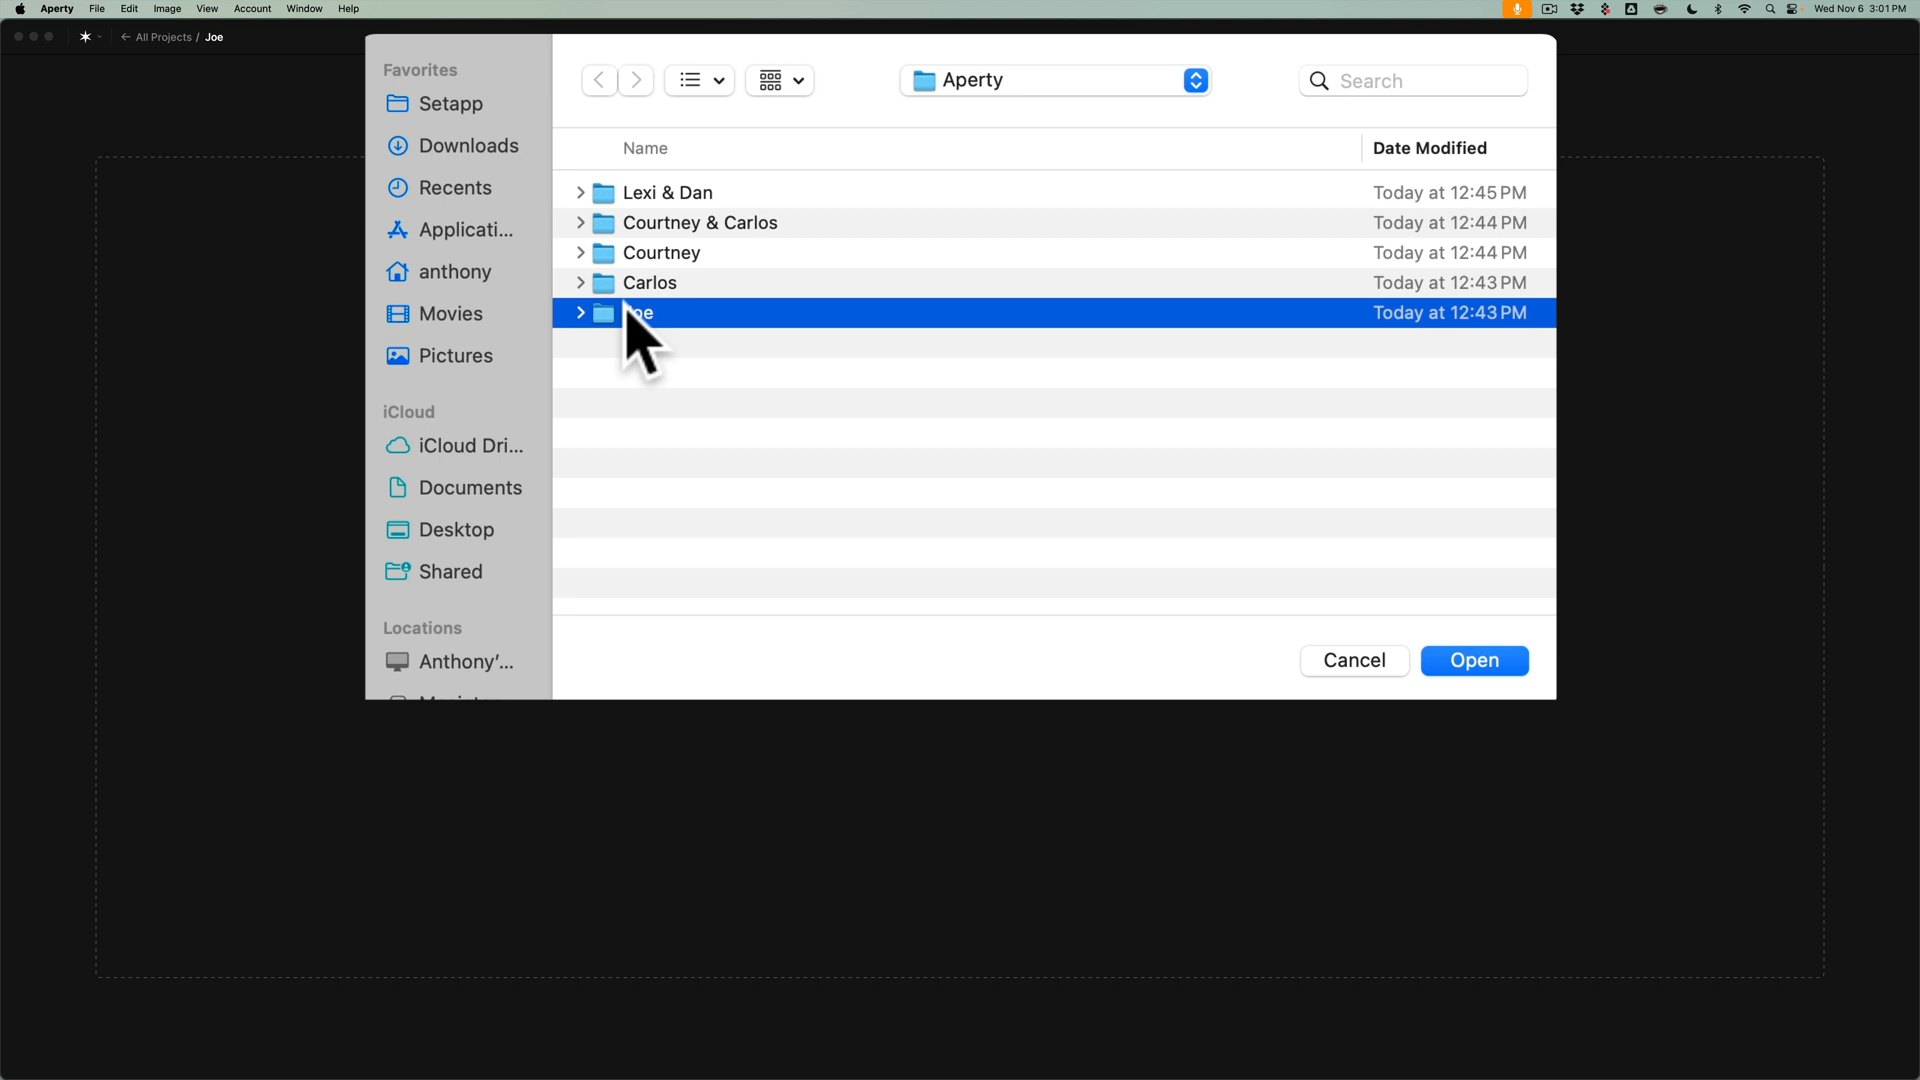 Aperty File Edit Image View Account Window Help Wed Nov 6 3:01 PM
← All Projects / Joe
Favorites
Setapp
Downloads
Recents
Applicati...
anthony
Movies
Pictures
iCloud
iCloud Dri...
Documents
Desktop
Shared
Locations
Anthony’...
Aperty
Search
Name Date Modified
Lexi & Dan Today at 12:45 PM
Courtney & Carlos Today at 12:44 PM
Courtney Today at 12:44 PM
Carlos Today at 12:43 PM
Joe Today at 12:43 PM
Cancel Open